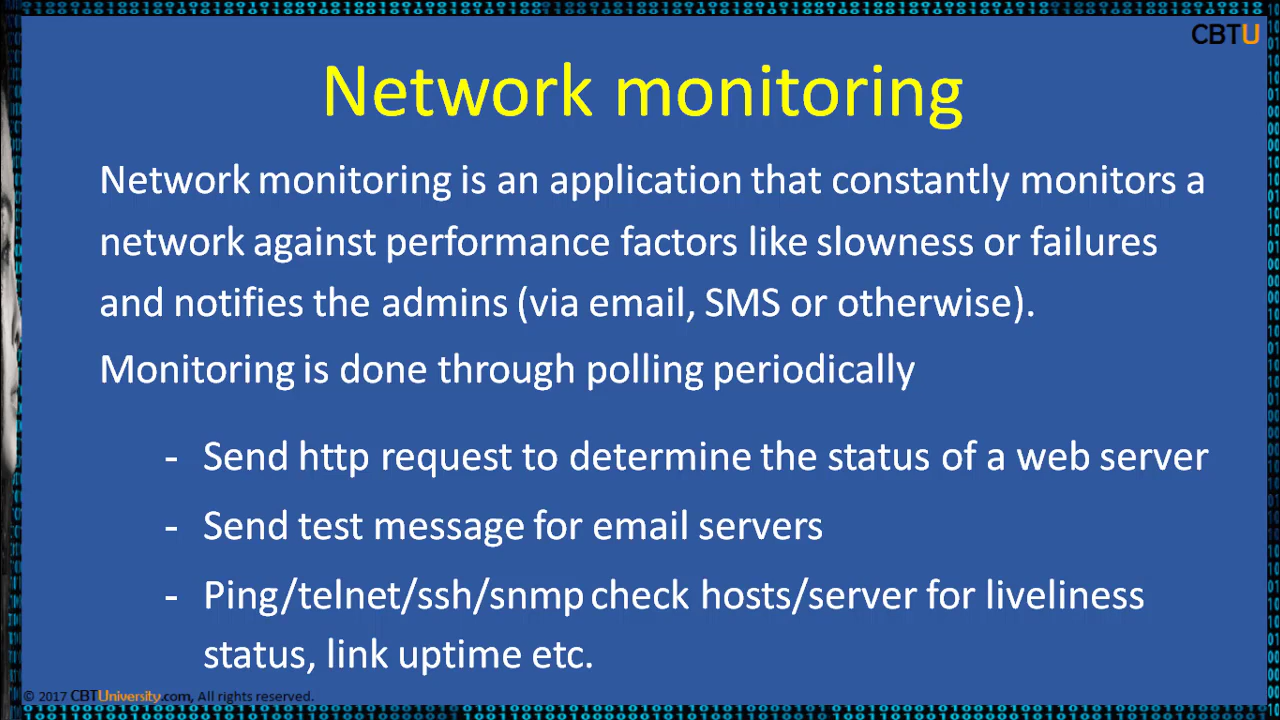 CBTU
Network monitoring
Network monitoring is an application that constantly monitors a
network against performance factors like slowness or failures
and notifies the admins (via email, SMS or otherwise).
Monitoring is done through polling periodically
- Send http request to determine the status of a web server
- Send test message for email servers
- Ping/telnet/ssh/snmp check hosts/server for liveliness
status, link uptime etc.
© 2017 CBTUniversity.com, All rights reserved.